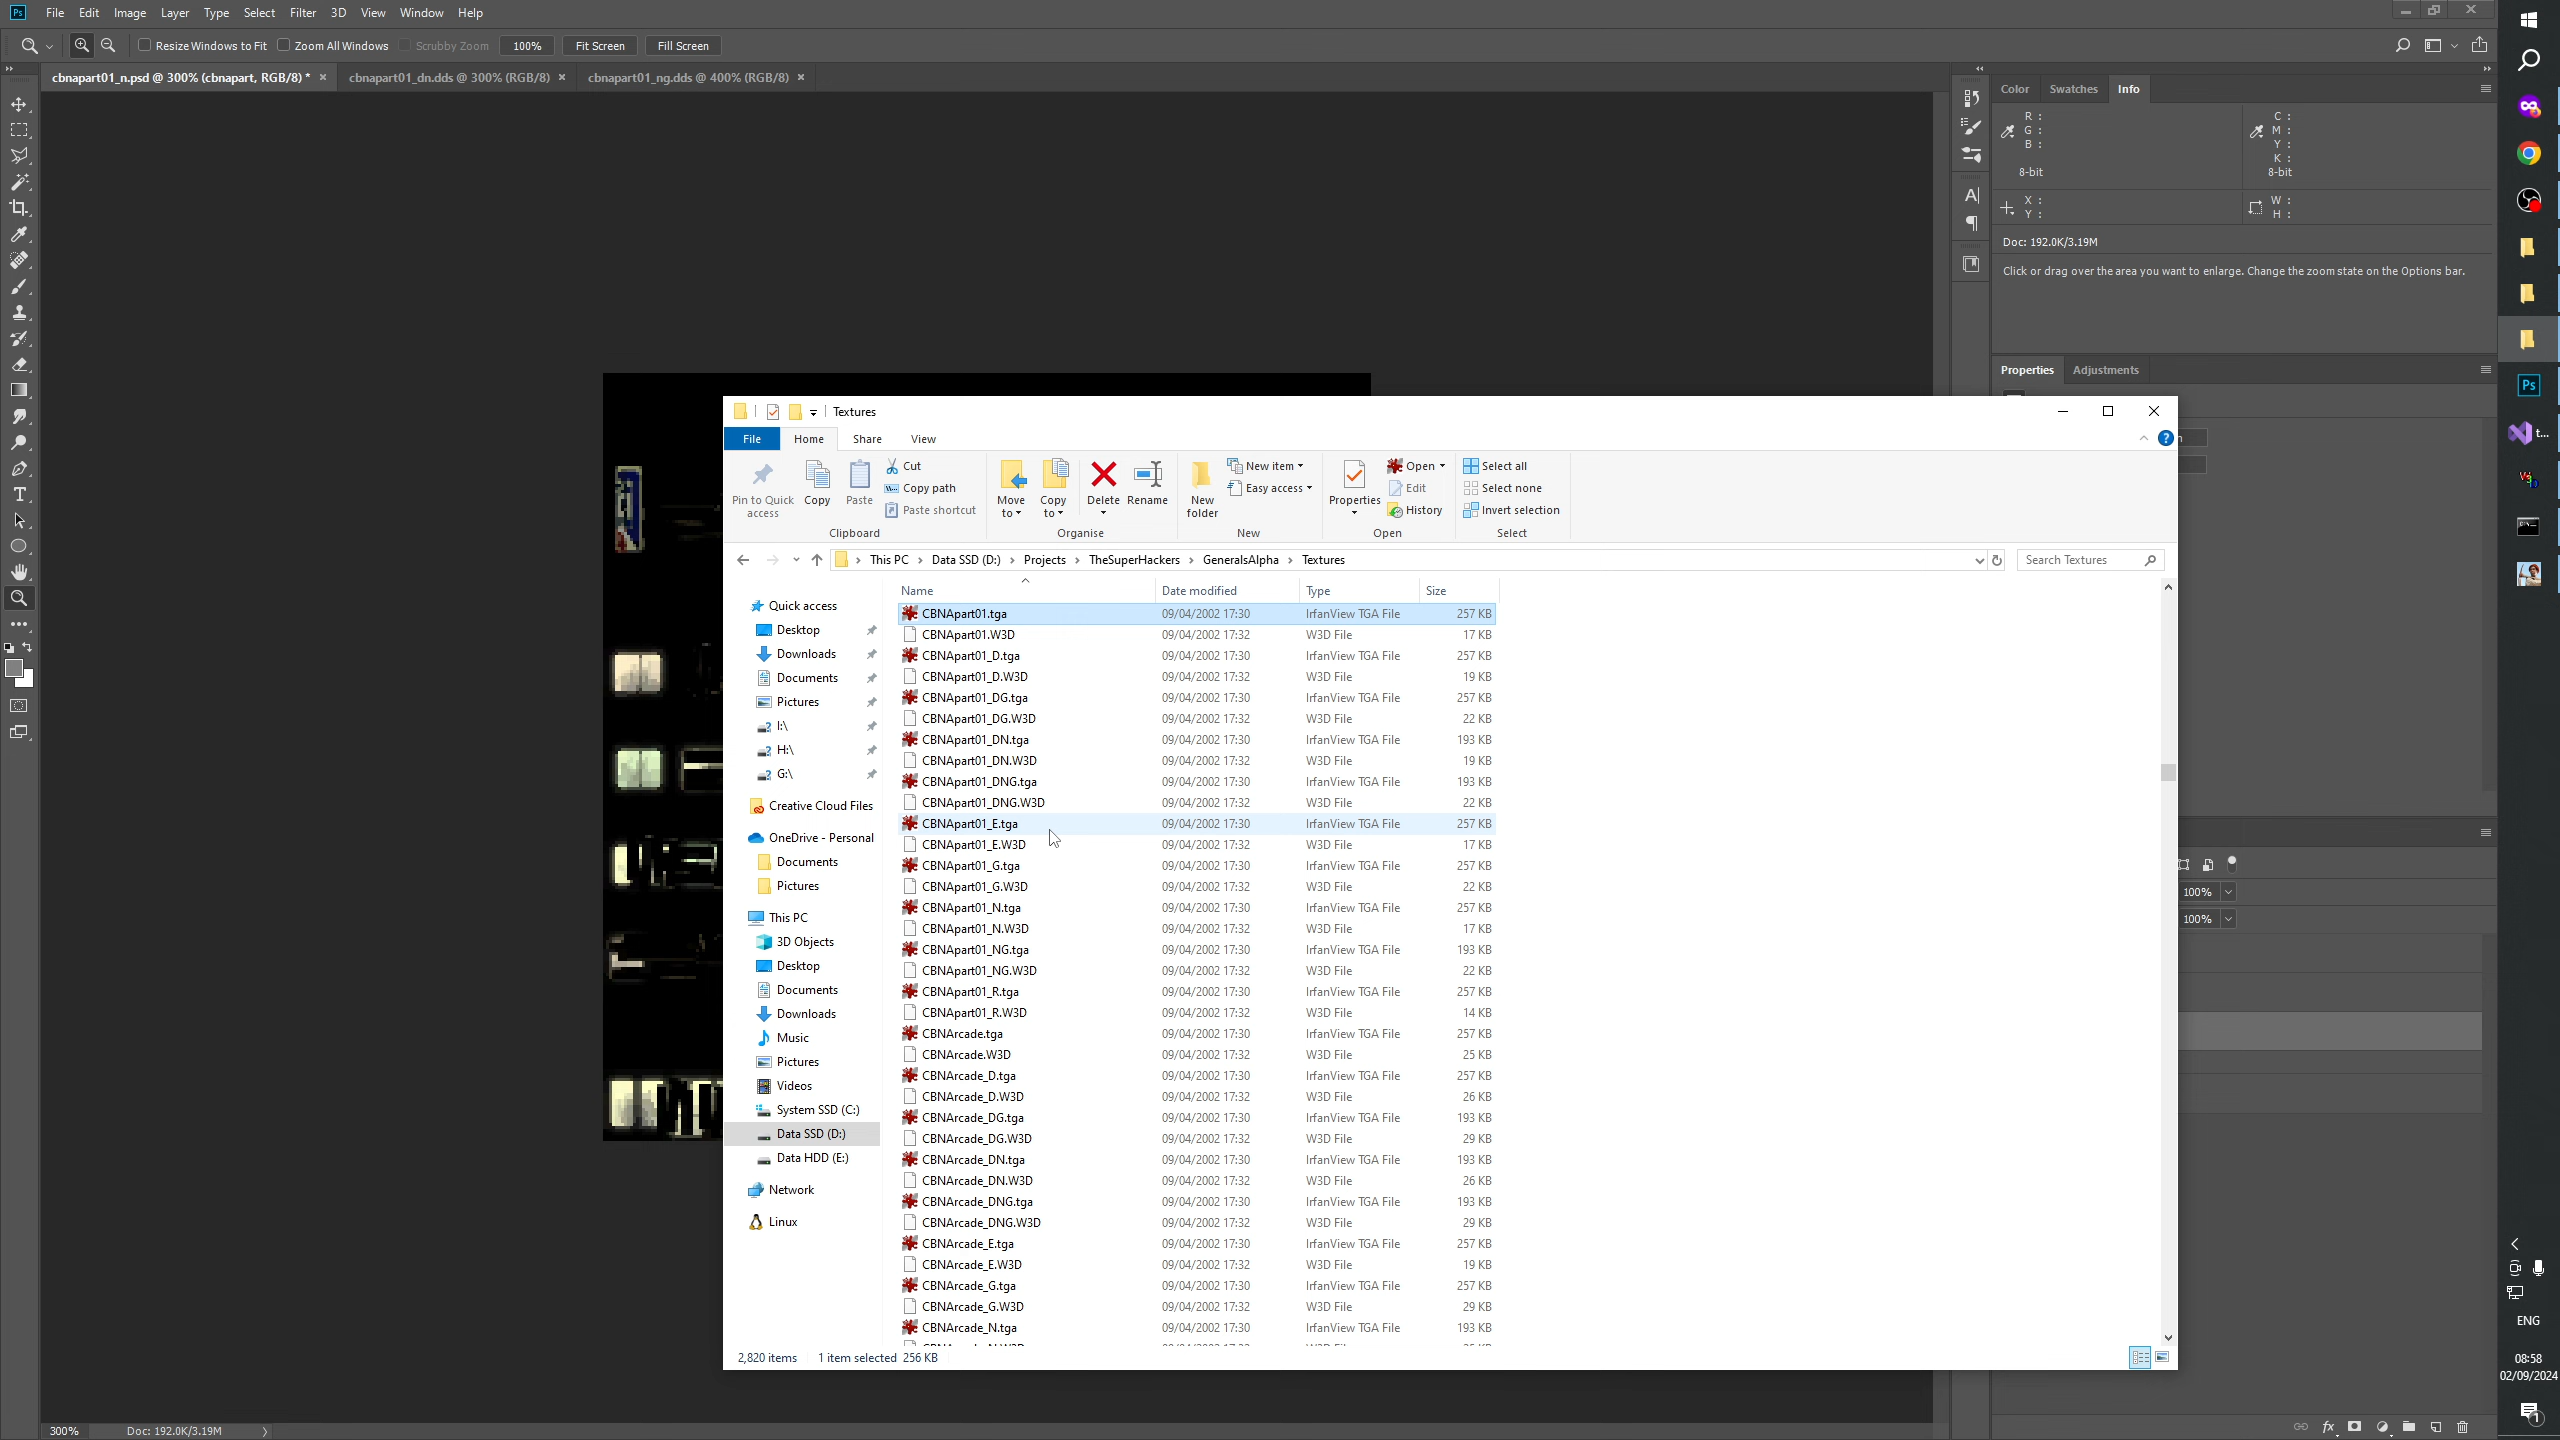 Ps File Edit Image Layer Type Select Filter 3D View Window Help
Resize Windows to Fit Zoom All Windows Scrubby Zoom 100% Fit Screen Fill Screen
cbnapart01_n.psd @ 300% (cbnapart, RGB/8) * × cbnapart01_dn.dds @ 300% (RGB/8) × cbnapart01_ng.dds @ 400% (RGB/8) ×
Color Swatches Info
R : C :
G : M :
B : Y :
K :
8-bit 8-bit
X : W :
Y : H :
Doc: 192.0K/3.19M
Click or drag over the area you want to enlarge. Change the zoom state on the Options bar.
Properties Adjustments
100%
100%
Textures
File Home Share View
Pin to Quick access
Copy
Paste
Cut
Copy path
Paste shortcut
Clipboard
Move to
Copy to
Delete
Rename
Organise
New folder
New item
Easy access
New
Properties
Open
Edit
History
Open
Select all
Select none
Invert selection
Select
This PC › Data SSD (D:) › Projects › TheSuperHackers › GeneralsAlpha › Textures
Search Textures
Quick access
Desktop
Downloads
Documents
Pictures
I:\
H:\
G:\
Creative Cloud Files
OneDrive - Personal
Documents
Pictures
This PC
3D Objects
Desktop
Documents
Downloads
Music
Pictures
Videos
System SSD (C:)
Data SSD (D:)
Data HDD (E:)
Network
Linux
Name Date modified Type Size
CBNApart01.tga 09/04/2002 17:30 IrfanView TGA File 257 KB
CBNApart01.W3D 09/04/2002 17:32 W3D File 17 KB
CBNApart01_D.tga 09/04/2002 17:30 IrfanView TGA File 257 KB
CBNApart01_D.W3D 09/04/2002 17:32 W3D File 19 KB
CBNApart01_DG.tga 09/04/2002 17:30 IrfanView TGA File 257 KB
CBNApart01_DG.W3D 09/04/2002 17:32 W3D File 22 KB
CBNApart01_DN.tga 09/04/2002 17:30 IrfanView TGA File 193 KB
CBNApart01_DN.W3D 09/04/2002 17:32 W3D File 19 KB
CBNApart01_DNG.tga 09/04/2002 17:30 IrfanView TGA File 193 KB
CBNApart01_DNG.W3D 09/04/2002 17:32 W3D File 22 KB
CBNApart01_E.tga 09/04/2002 17:30 IrfanView TGA File 257 KB
CBNApart01_E.W3D 09/04/2002 17:32 W3D File 17 KB
CBNApart01_G.tga 09/04/2002 17:30 IrfanView TGA File 257 KB
CBNApart01_G.W3D 09/04/2002 17:32 W3D File 22 KB
CBNApart01_N.tga 09/04/2002 17:30 IrfanView TGA File 257 KB
CBNApart01_N.W3D 09/04/2002 17:32 W3D File 17 KB
CBNApart01_NG.tga 09/04/2002 17:30 IrfanView TGA File 193 KB
CBNApart01_NG.W3D 09/04/2002 17:32 W3D File 22 KB
CBNApart01_R.tga 09/04/2002 17:30 IrfanView TGA File 257 KB
CBNApart01_R.W3D 09/04/2002 17:32 W3D File 14 KB
CBNArcade.tga 09/04/2002 17:30 IrfanView TGA File 257 KB
CBNArcade.W3D 09/04/2002 17:32 W3D File 25 KB
CBNArcade_D.tga 09/04/2002 17:30 IrfanView TGA File 257 KB
CBNArcade_D.W3D 09/04/2002 17:32 W3D File 26 KB
CBNArcade_DG.tga 09/04/2002 17:30 IrfanView TGA File 193 KB
CBNArcade_DG.W3D 09/04/2002 17:32 W3D File 29 KB
CBNArcade_DN.tga 09/04/2002 17:30 IrfanView TGA File 193 KB
CBNArcade_DN.W3D 09/04/2002 17:32 W3D File 26 KB
CBNArcade_DNG.tga 09/04/2002 17:30 IrfanView TGA File 193 KB
CBNArcade_DNG.W3D 09/04/2002 17:32 W3D File 29 KB
CBNArcade_E.tga 09/04/2002 17:30 IrfanView TGA File 257 KB
CBNArcade_E.W3D 09/04/2002 17:32 W3D File 19 KB
CBNArcade_G.tga 09/04/2002 17:30 IrfanView TGA File 257 KB
CBNArcade_G.W3D 09/04/2002 17:32 W3D File 29 KB
CBNArcade_N.tga 09/04/2002 17:30 IrfanView TGA File 193 KB
2,820 items 1 item selected 256 KB
300% Doc: 192.0K/3.19M
Ps
t...
ENG
08:58
02/09/2024
1